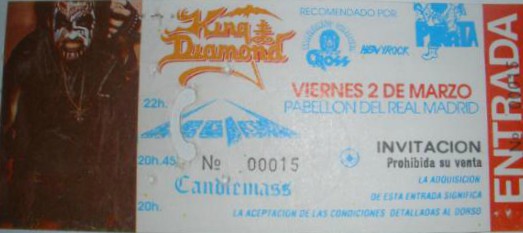 King
Diamond
RECOMENDADO POR
CROSS
HEAVY ROCK
VIERNES 2 DE MARZO
22h.
PABELLON DEL REAL MADRID
INVITACION
Prohibida su venta
20h.45
Nº 00015
LA ADQUISICION
Candlemass
DE ESTA ENTRADA SIGNIFICA
20h.
LA ACEPTACION DE LAS CONDICIONES DETALLADAS AL DORSO
ENTRADA